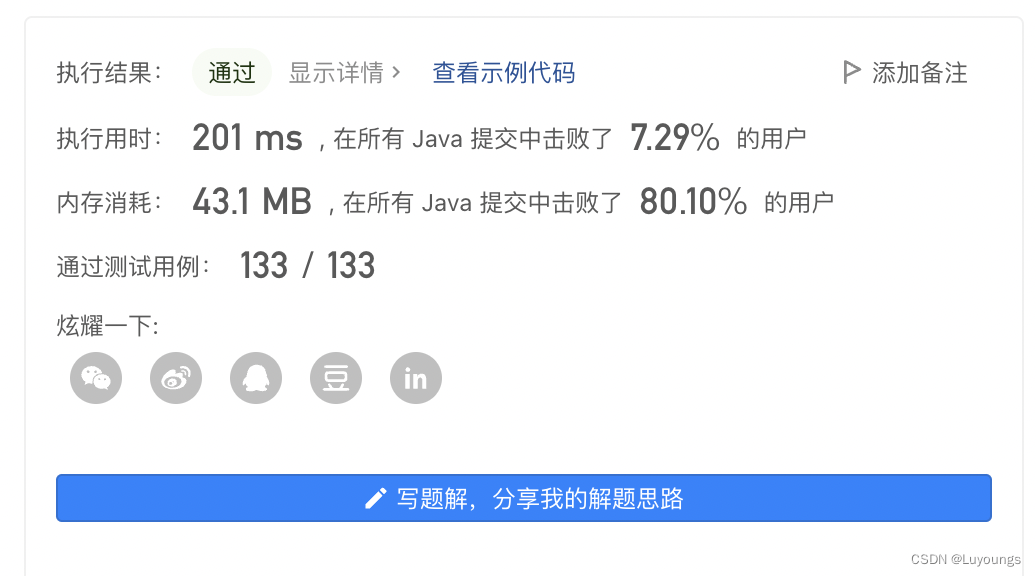 执行结果： 通过 显示详情 > 查看示例代码 添加备注
执行用时： 201 ms , 在所有 Java 提交中击败了 7.29% 的用户
内存消耗： 43.1 MB , 在所有 Java 提交中击败了 80.10% 的用户
通过测试用例： 133 / 133
炫耀一下:
豆 in
写题解，分享我的解题思路
CSDN @Luyoungs